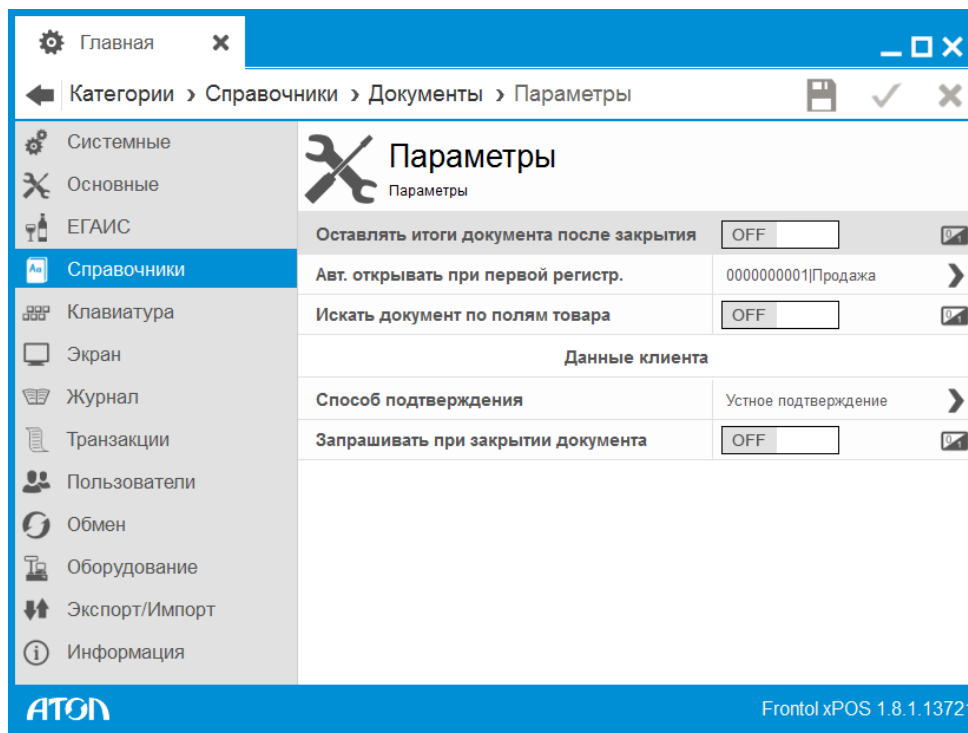 Главная
Категории › Справочники › Документы › Параметры
Системные
Основные
ЕГАИС
Справочники
Клавиатура
Экран
Журнал
Транзакции
Пользователи
Обмен
Оборудование
Экспорт/Импорт
Информация
Параметры
Параметры
Оставлять итоги документа после закрытия OFF
Авт. открывать при первой регистр. 0000000001|Продажа
Искать документ по полям товара OFF
Данные клиента
Способ подтверждения Устное подтверждение
Запрашивать при закрытии документа OFF
АТОЛ Frontol xPOS 1.8.1.13721